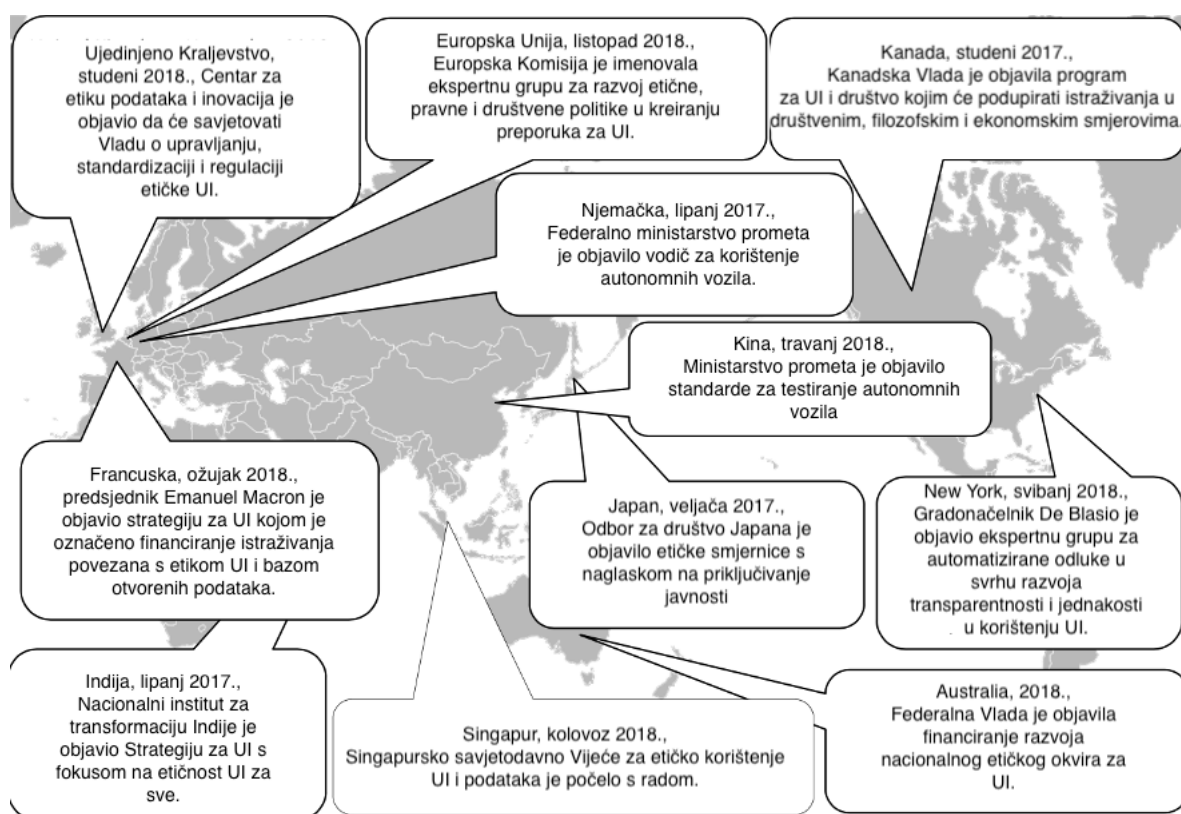 Ujedinjeno Kraljevstvo,
studeni 2018., Centar za
etiku podataka i inovacija je
objavio da će savjetovati
Vladu o upravljanju,
standardizaciji i regulaciji
etičke UI.
Europska Unija, listopad 2018.,
Europska Komisija je imenovala
ekspertnu grupu za razvoj etične,
pravne i društvene politike u kreiranju
preporuka za UI.
Kanada, studeni 2017.,
Kanadska Vlada je objavila program
za UI i društvo kojim će podupirati istraživanja u
društvenim, filozofskim i ekonomskim smjerovima.
Njemačka, lipanj 2017.,
Federalno ministarstvo prometa
je objavilo vodič za korištenje
autonomnih vozila.
Kina, travanj 2018.,
Ministarstvo prometa je objavilo
standarde za testiranje autonomnih
vozila
Francuska, ožujak 2018.,
predsjednik Emanuel Macron je
objavio strategiju za UI kojom je
označeno financiranje istraživanja
povezana s etikom UI i bazom
otvorenih podataka.
Japan, veljača 2017.,
Odbor za društvo Japana je
objavilo etičke smjernice s
naglaskom na priključivanje
javnosti
New York, svibanj 2018.,
Gradonačelnik De Blasio je
objavio ekspertnu grupu za
automatizirane odluke u
svrhu razvoja
transparentnosti i jednakosti
u korištenju UI.
Indija, lipanj 2017.,
Nacionalni institut za
transformaciju Indije je
objavio Strategiju za UI s
fokusom na etičnost UI za
sve.
Singapur, kolovoz 2018.,
Singapursko savjetodavno Vijeće za etičko korištenje
UI i podataka je počelo s radom.
Australia, 2018.,
Federalna Vlada je objavila
financiranje razvoja
nacionalnog etičkog okvira za
UI.